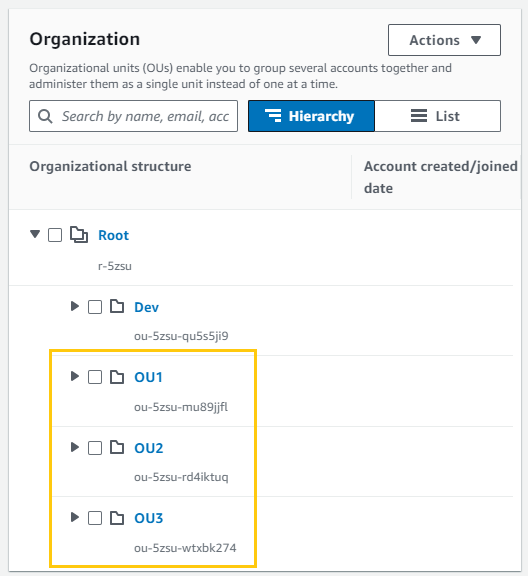 Organization
Actions
Organizational units (OUs) enable you to group several accounts together and
administer them as a single unit instead of one at a time.
Search by name, email, acc
Hierarchy
List
Organizational structure
Account created/joined
date
Root
r-5zsu
Dev
ou-5zsu-qu5s5ji9
OU1
ou-5zsu-mu89jjfl
OU2
ou-5zsu-rd4iktuq
OU3
ou-5zsu-wtxbk274